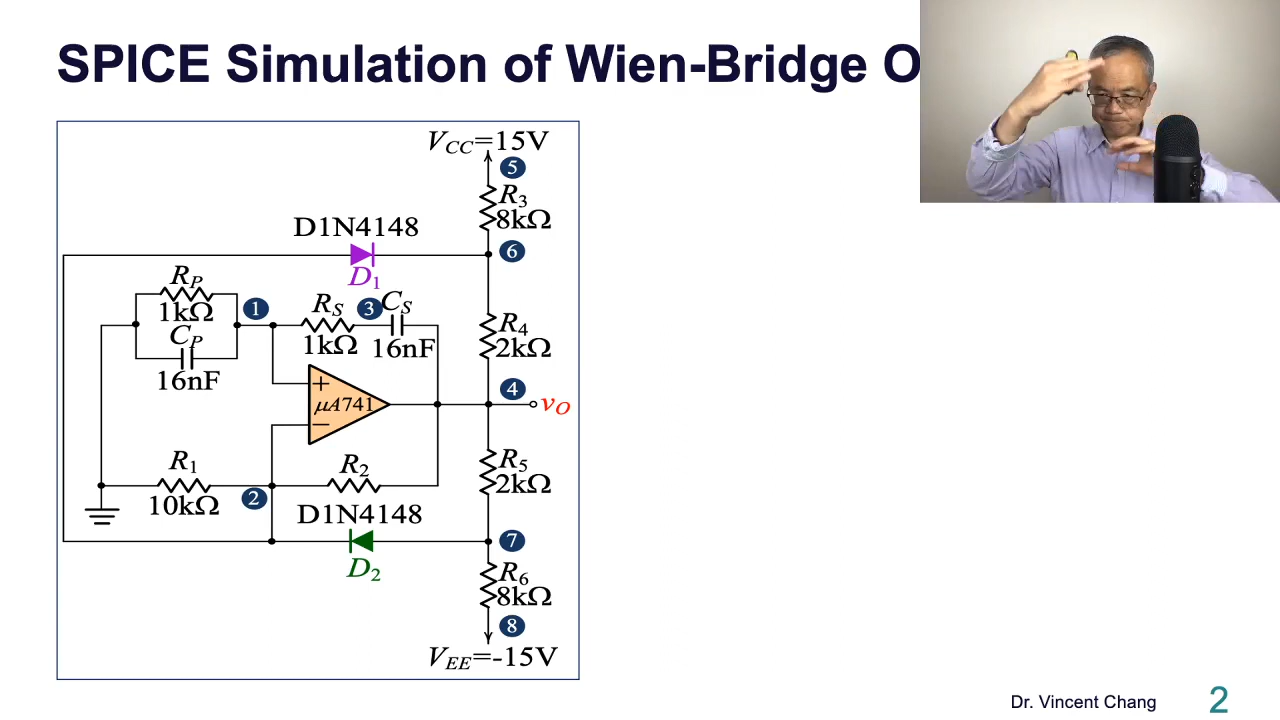 SPICE Simulation of Wien-Bridge O
VCC=15V
5
R3
8kΩ
D1N4148
6
D1
RP
1kΩ
1
RS
3
CS
1kΩ
16nF
CP
16nF
R4
2kΩ
4
+
μA741
−
vO
R1
10kΩ
2
R2
R5
2kΩ
D1N4148
7
D2
R6
8kΩ
8
VEE=-15V
Dr. Vincent Chang
2